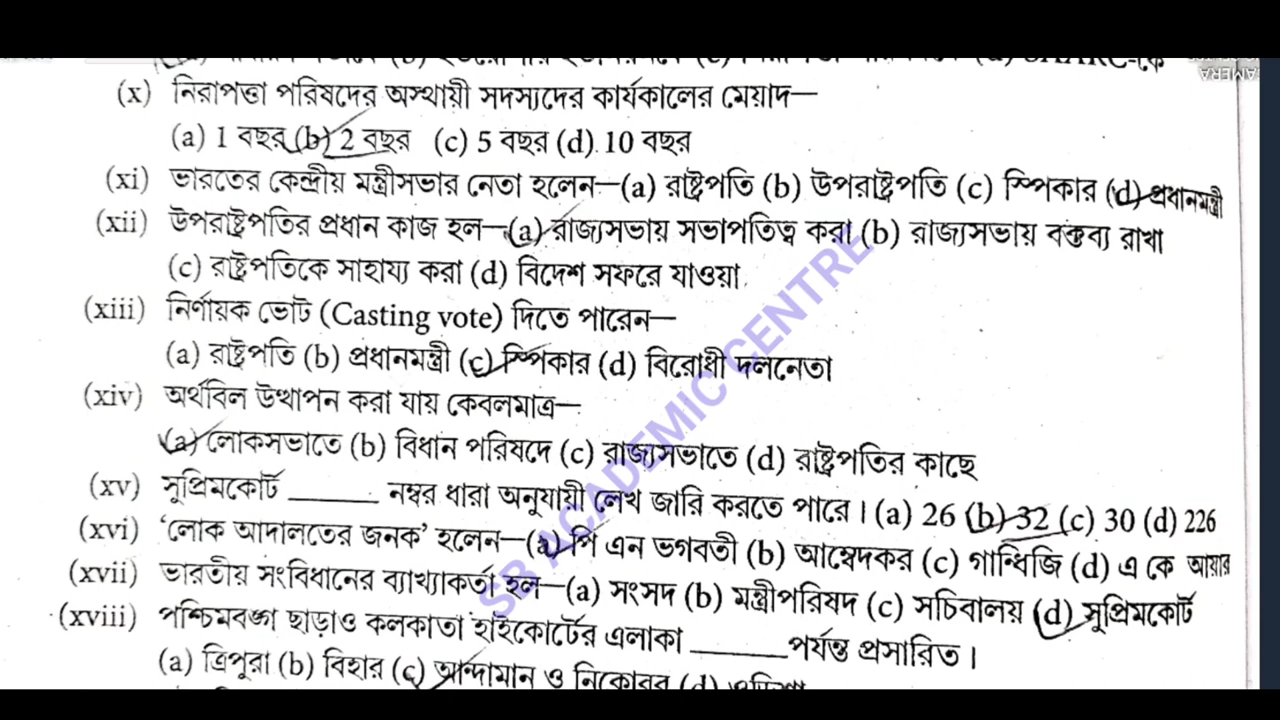 SAARC-কে
(x) নিরাপত্তা পরিষদের অস্থায়ী সদস্যদের কার্যকালের মেয়াদ—
(a) 1 বছর (b) 2 বছর (c) 5 বছর (d) 10 বছর
(xi) ভারতের কেন্দ্রীয় মন্ত্রীসভার নেতা হলেন—(a) রাষ্ট্রপতি (b) উপরাষ্ট্রপতি (c) স্পিকার (d) প্রধানমন্ত্রী
(xii) উপরাষ্ট্রপতির প্রধান কাজ হল—(a) রাজ্যসভায় সভাপতিত্ব করা (b) রাজ্যসভায় বক্তব্য রাখা
(c) রাষ্ট্রপতিকে সাহায্য করা (d) বিদেশ সফরে যাওয়া
(xiii) নির্ণায়ক ভোট (Casting vote) দিতে পারেন—
(a) রাষ্ট্রপতি (b) প্রধানমন্ত্রী (c) স্পিকার (d) বিরোধী দলনেতা
(xiv) অর্থবিল উত্থাপন করা যায় কেবলমাত্র—
(a) লোকসভাতে (b) বিধান পরিষদে (c) রাজ্যসভাতে (d) রাষ্ট্রপতির কাছে
(xv) সুপ্রিমকোর্ট ______ নম্বর ধারা অনুযায়ী লেখ জারি করতে পারে। (a) 26 (b) 32 (c) 30 (d) 226
(xvi) ‘লোক আদালতের জনক’ হলেন—(a) পি এন ভগবতী (b) আম্বেদকর (c) গান্ধিজি (d) এ কে আয়ার
(xvii) ভারতীয় সংবিধানের ব্যাখ্যাকর্তা হল—(a) সংসদ (b) মন্ত্রীপরিষদ (c) সচিবালয় (d) সুপ্রিমকোর্ট
(xviii) পশ্চিমবঙ্গ ছাড়াও কলকাতা হাইকোর্টের এলাকা ______ পর্যন্ত প্রসারিত।
(a) ত্রিপুরা (b) বিহার (c) আন্দামান ও নিকোবর (d)
SB ACADEMIC CENTRE